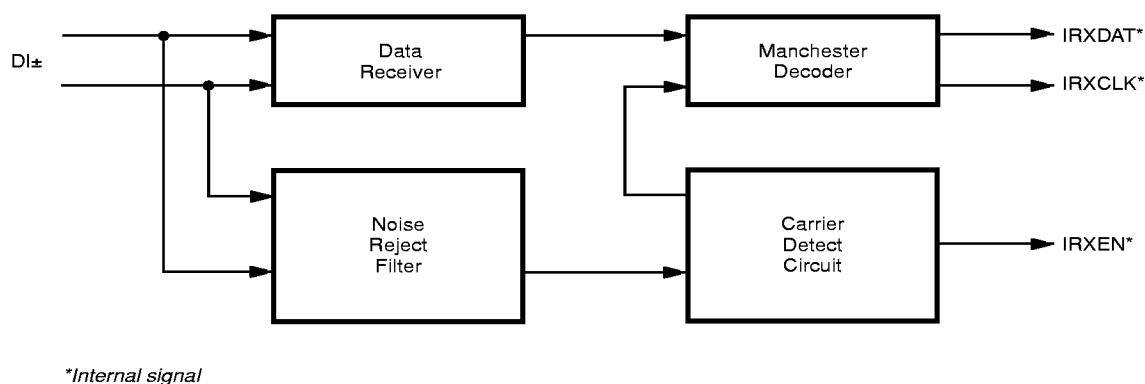 DI±
Data
Receiver
Manchester
Decoder
IRXDAT*
IRXCLK*
Noise
Reject
Filter
Carrier
Detect
Circuit
IRXEN*
*Internal signal